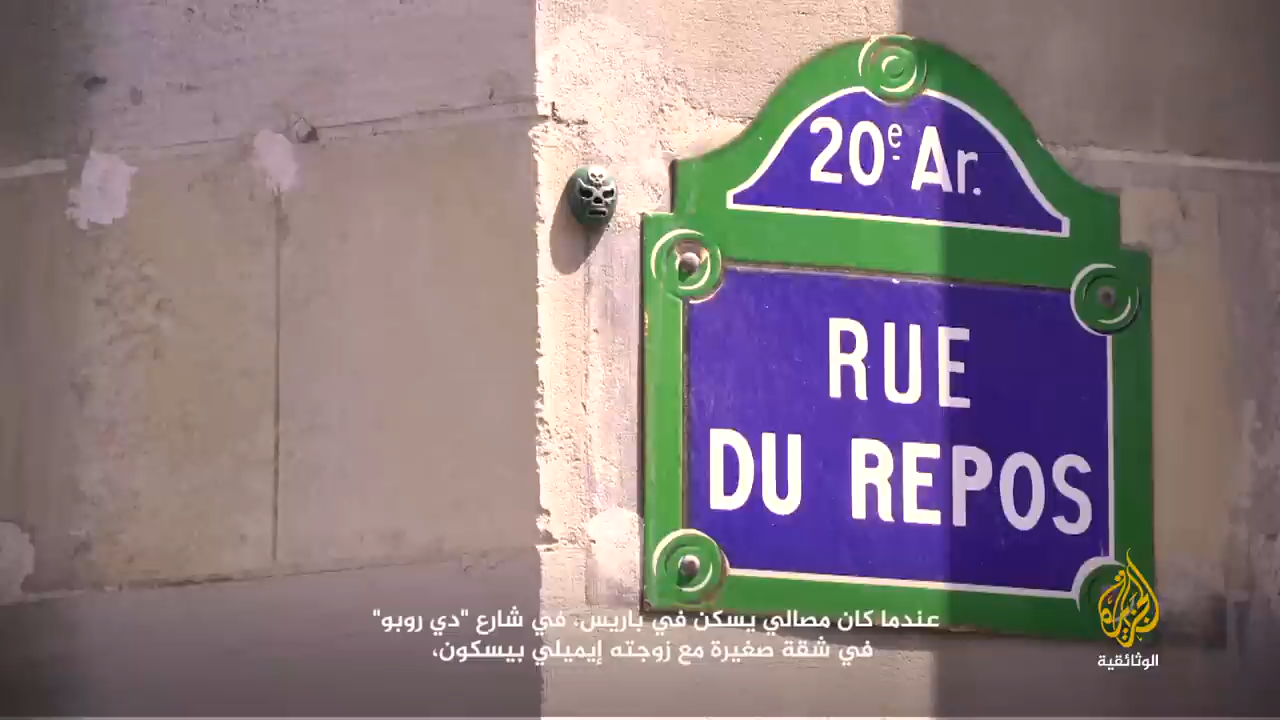 20e Ar.
RUE
DU REPOS
عندما كان مصالي يسكن في باريس، في شارع "دي روبو"
في شقة صغيرة مع زوجته إيميلي بيسكون،
الجزيرة
الوثائقية